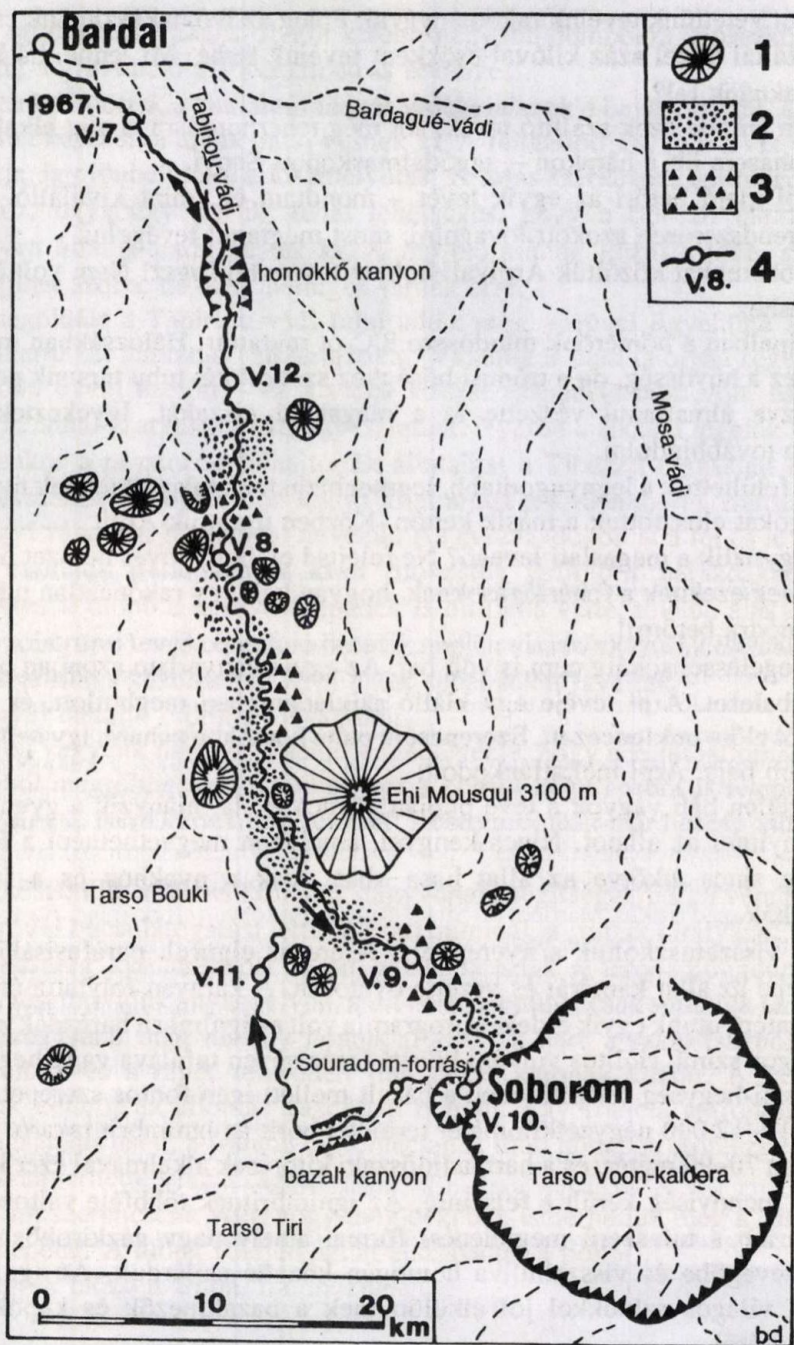 Bardai
1967.
V.7.
Tabiriou-vádi
Bardagué-vádi
1
2
3
4
V.8.
homokkő kanyon
V.12.
Mosar-vádi
V.8
Ehi Mousqui 3100 m
Tarso Bouki
V.11.
V.9.
Souradom-forrás
Soborom
V.10.
bazalt kanyon
Tarso Voon-kaldera
Tarso Tiri
0 10 20
km
bd